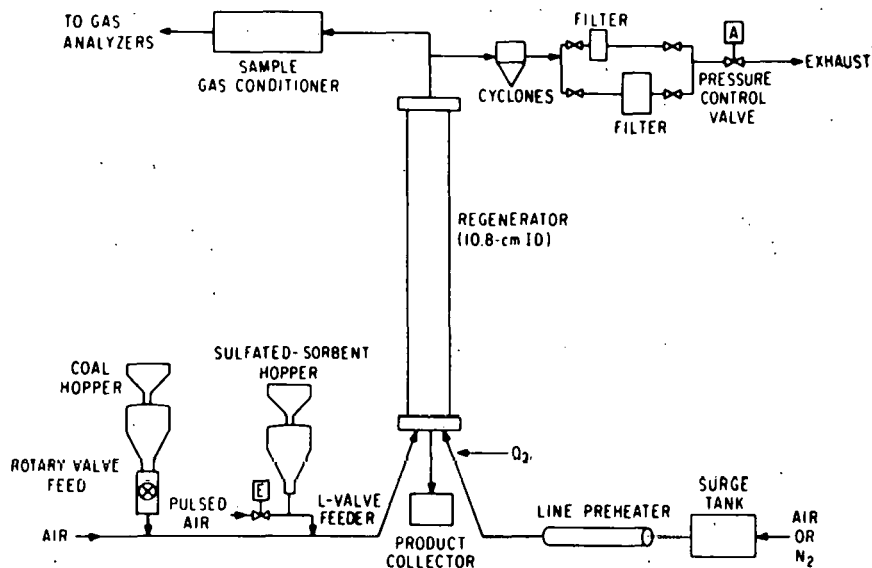 TO GAS
ANALYZERS
SAMPLE
GAS CONDITIONER
FILTER
A
EXHAUST
CYCLONES
PRESSURE
CONTROL
VALVE
FILTER
REGENERATOR
(10.8-cm ID)
COAL
HOPPER
SULFATED-SORBENT
HOPPER
ROTARY VALVE
FEED
E
PULSED
AIR
L-VALVE
FEEDER
AIR
PRODUCT
COLLECTOR
O2
LINE PREHEATER
SURGE
TANK
AIR
OR
N2